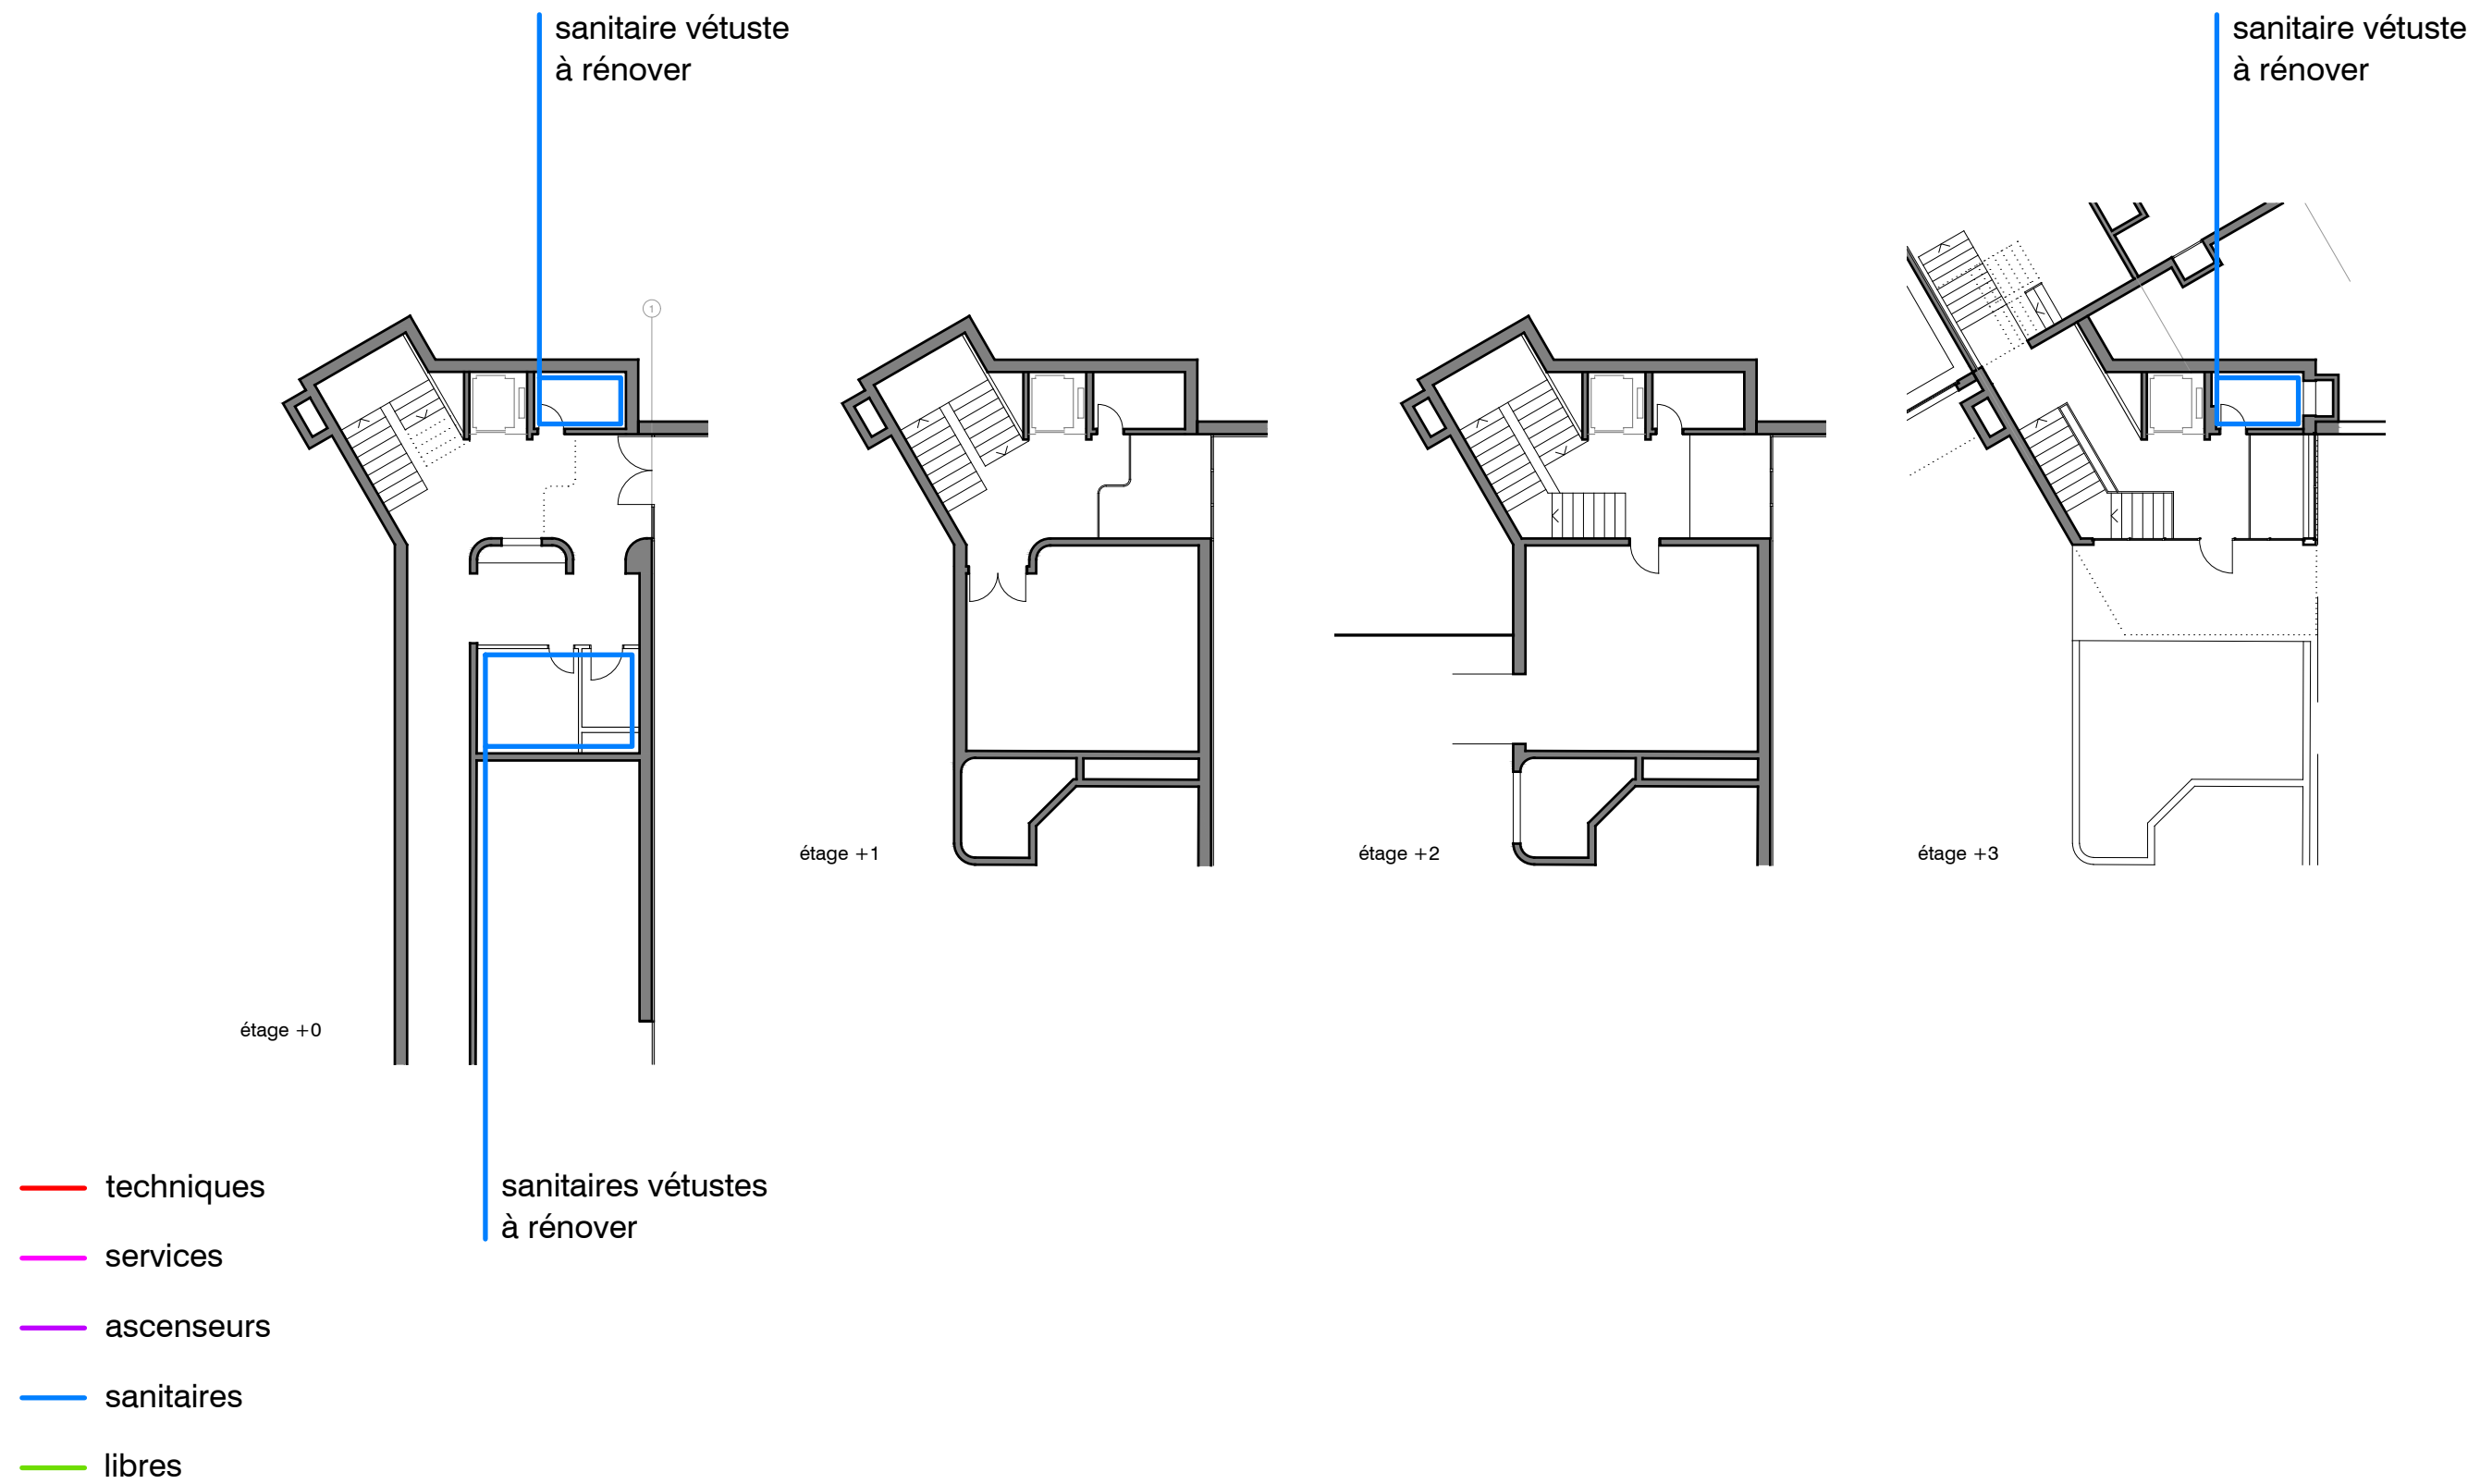 sanitaire vétuste
à rénover
sanitaire vétuste
à rénover
1
étage +1
étage +2
étage +3
étage +0
sanitaires vétustes
à rénover
techniques
services
ascenseurs
sanitaires
libres